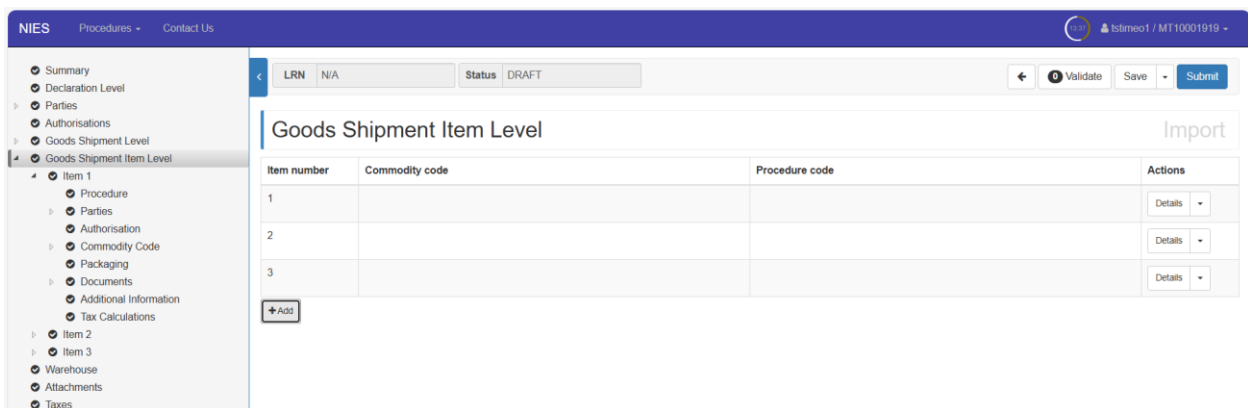 NIES Procedures Contact Us 13:37 tstimeo1 / MT10001919
Summary
Declaration Level
Parties
Authorisations
Goods Shipment Level
Goods Shipment Item Level
Item 1
Procedure
Parties
Authorisation
Commodity Code
Packaging
Documents
Additional Information
Tax Calculations
Item 2
Item 3
Warehouse
Attachments
Taxes
LRN N/A Status DRAFT 0 Validate Save Submit
Goods Shipment Item Level Import
Item number Commodity code Procedure code Actions
1 Details
2 Details
3 Details
+ Add